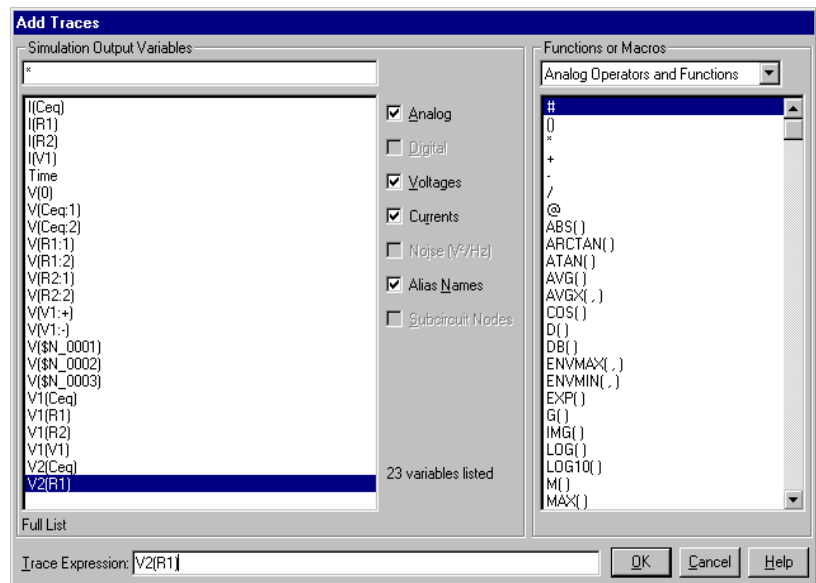 Add Traces
Simulation Output Variables
*
I(Ceq)
I(R1)
I(R2)
I(V1)
Time
V(0)
V(Ceq:1)
V(Ceq:2)
V(R1:1)
V(R1:2)
V(R2:1)
V(R2:2)
V(V1:+)
V(V1:-)
V($N_0001)
V($N_0002)
V($N_0003)
V1(Ceq)
V1(R1)
V1(R2)
V1(V1)
V2(Ceq)
V2(R1)
Full List
Analog
Digital
Voltages
Currents
Noise (V²/Hz)
Alias Names
Subcircuit Nodes
23 variables listed
Functions or Macros
Analog Operators and Functions
#
()
*
+
-
/
@
ABS( )
ARCTAN( )
ATAN( )
AVG( )
AVGX( , )
COS( )
D( )
DB( )
ENVMAX( , )
ENVMIN( , )
EXP( )
G( )
IMG( )
LOG( )
LOG10( )
M( )
MAX( )
Trace Expression: V2(R1)
OK
Cancel
Help